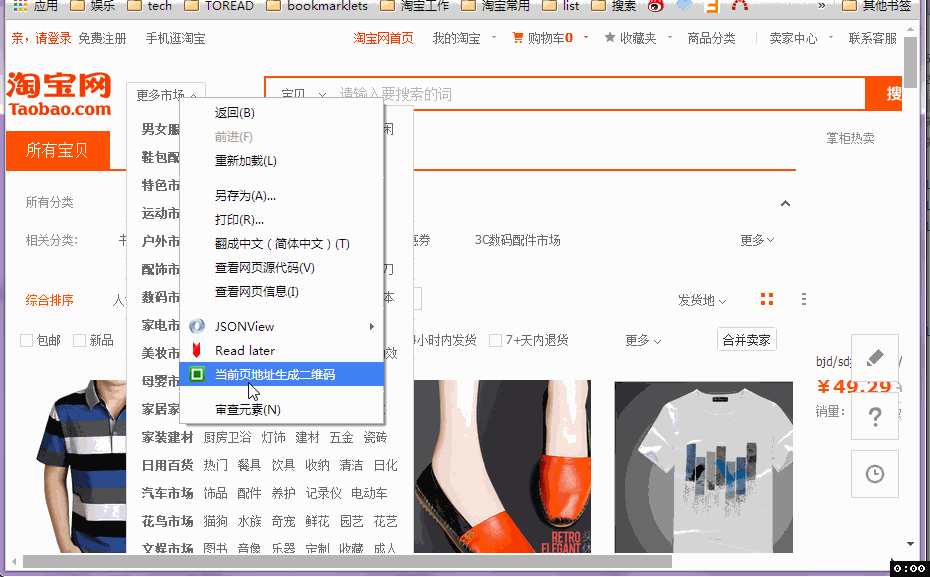 应用 娱乐 tech TOREAD bookmarklets 淘宝工作 淘宝常用 list 搜索 » 其他书签
亲，请登录 免费注册 手机逛淘宝 淘宝网首页 我的淘宝 购物车0 收藏夹 商品分类 卖家中心 联系客服
淘宝网
Taobao.com
更多市场 宝贝 请输入要搜索的词 搜
所有宝贝 掌柜热卖
返回(B)
前进(F)
重新加载(L)
另存为(A)...
打印(R)...
翻成中文（简体中文）(T)
查看网页源代码(V)
查看网页信息(I)
JSONView
Read later
当前页地址生成二维码
审查元素(N)
男女服
鞋包配
特色市
运动市
户外市
配饰市
数码市
家电市
美妆市
母婴市
家居家
家装建材 厨房卫浴 灯饰 建材 五金 瓷砖
日用百货 热门 餐具 饮具 收纳 清洁 日化
汽车市场 饰品 配件 养护 记录仪 电动车
花鸟市场 猫狗 水族 奇宠 鲜花 园艺 花艺
文娱市场 图书 音像 乐器 定制 收藏 成人
所有分类
相关分类: 3C数码配件市场 更多
综合排序 人 发货地
包邮 新品 小时内发货 7+天内退货 更多 合并卖家
bjd/sd
￥49.29
销量:
?
RETRO
ELEGANT
0:00